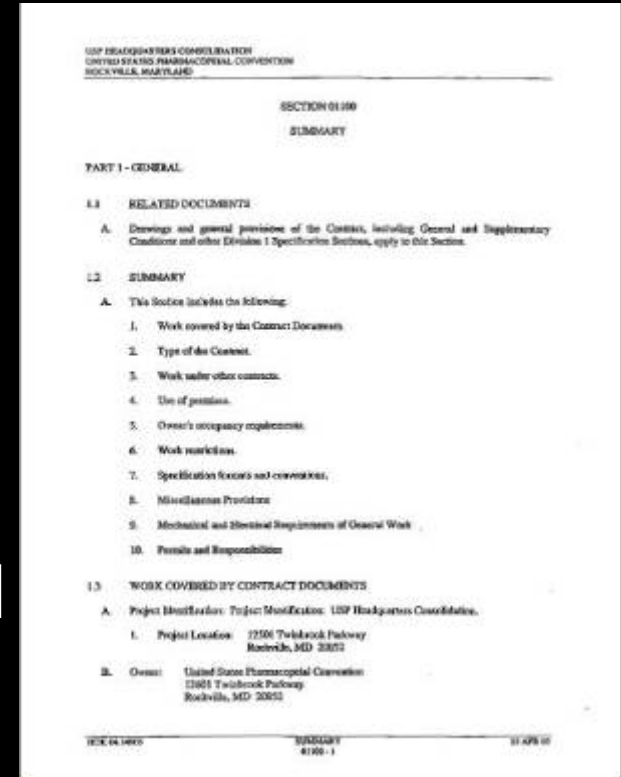 USP HEADQUARTERS CONSOLIDATION
UNITED STATES PHARMACOPEIAL CONVENTION
ROCKVILLE, MARYLAND
SECTION 01100
SUMMARY
PART 1 - GENERAL
1.1 RELATED DOCUMENTS
A. Drawings and general provisions of the Contract, including General and Supplementary
Conditions and other Division 1 Specification Sections, apply to this Section.
1.2 SUMMARY
A. This Section includes the following:
1. Work covered by the Contract Documents
2. Type of the Contract.
3. Work under other contracts.
4. Use of premises.
5. Owner's occupancy requirements.
6. Work restrictions.
7. Specification formats and conventions.
8. Miscellaneous Provisions
9. Mechanical and Electrical Requirements of General Work
10. Permits and Responsibilities
1.3 WORK COVERED BY CONTRACT DOCUMENTS
A. Project Identification: Project Identification: USP Headquarters Consolidation.
1. Project Location: Twinbrook Parkway
Rockville, MD
B. Owner: United States Pharmacopeial Convention
Twinbrook Parkway
Rockville, MD
SUMMARY
01100 - 1